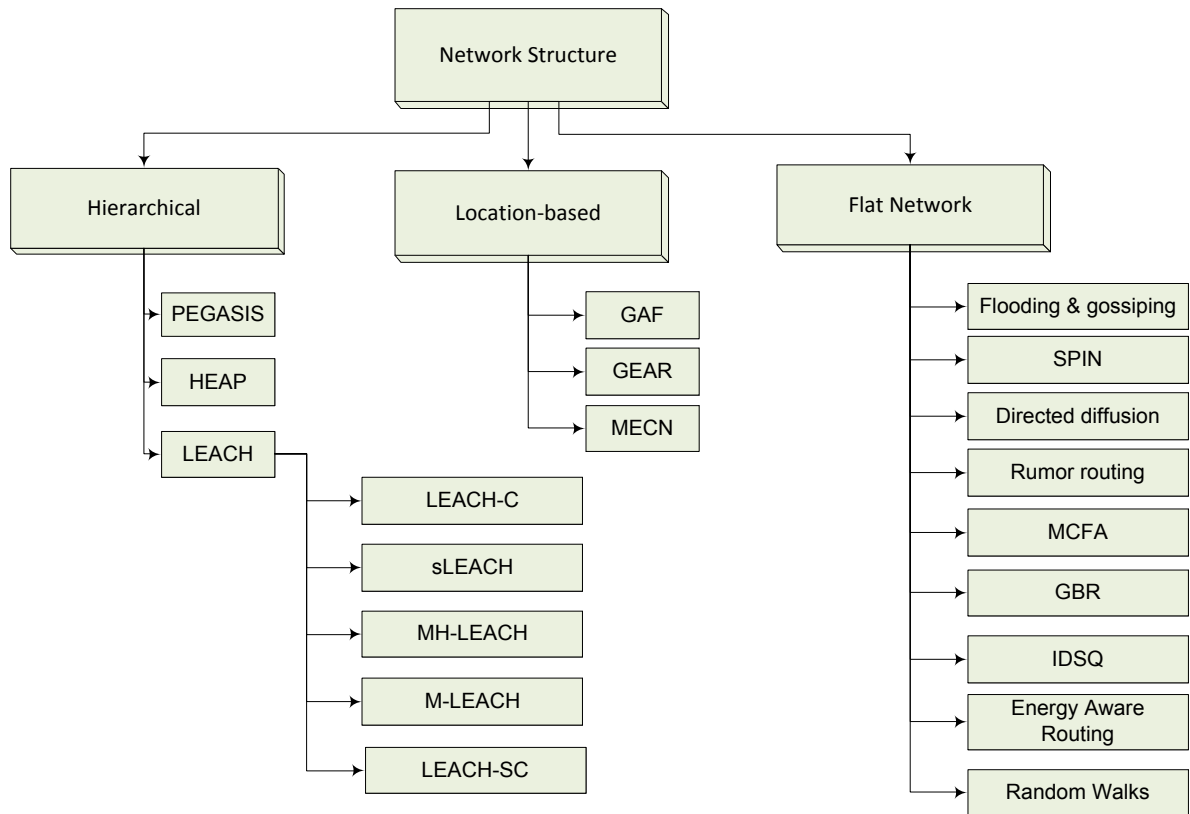 Network Structure
Hierarchical
Location-based
Flat Network
PEGASIS
HEAP
LEACH
LEACH-C
sLEACH
MH-LEACH
M-LEACH
LEACH-SC
GAF
GEAR
MECN
Flooding & gossiping
SPIN
Directed diffusion
Rumor routing
MCFA
GBR
IDSQ
Energy Aware
Routing
Random Walks